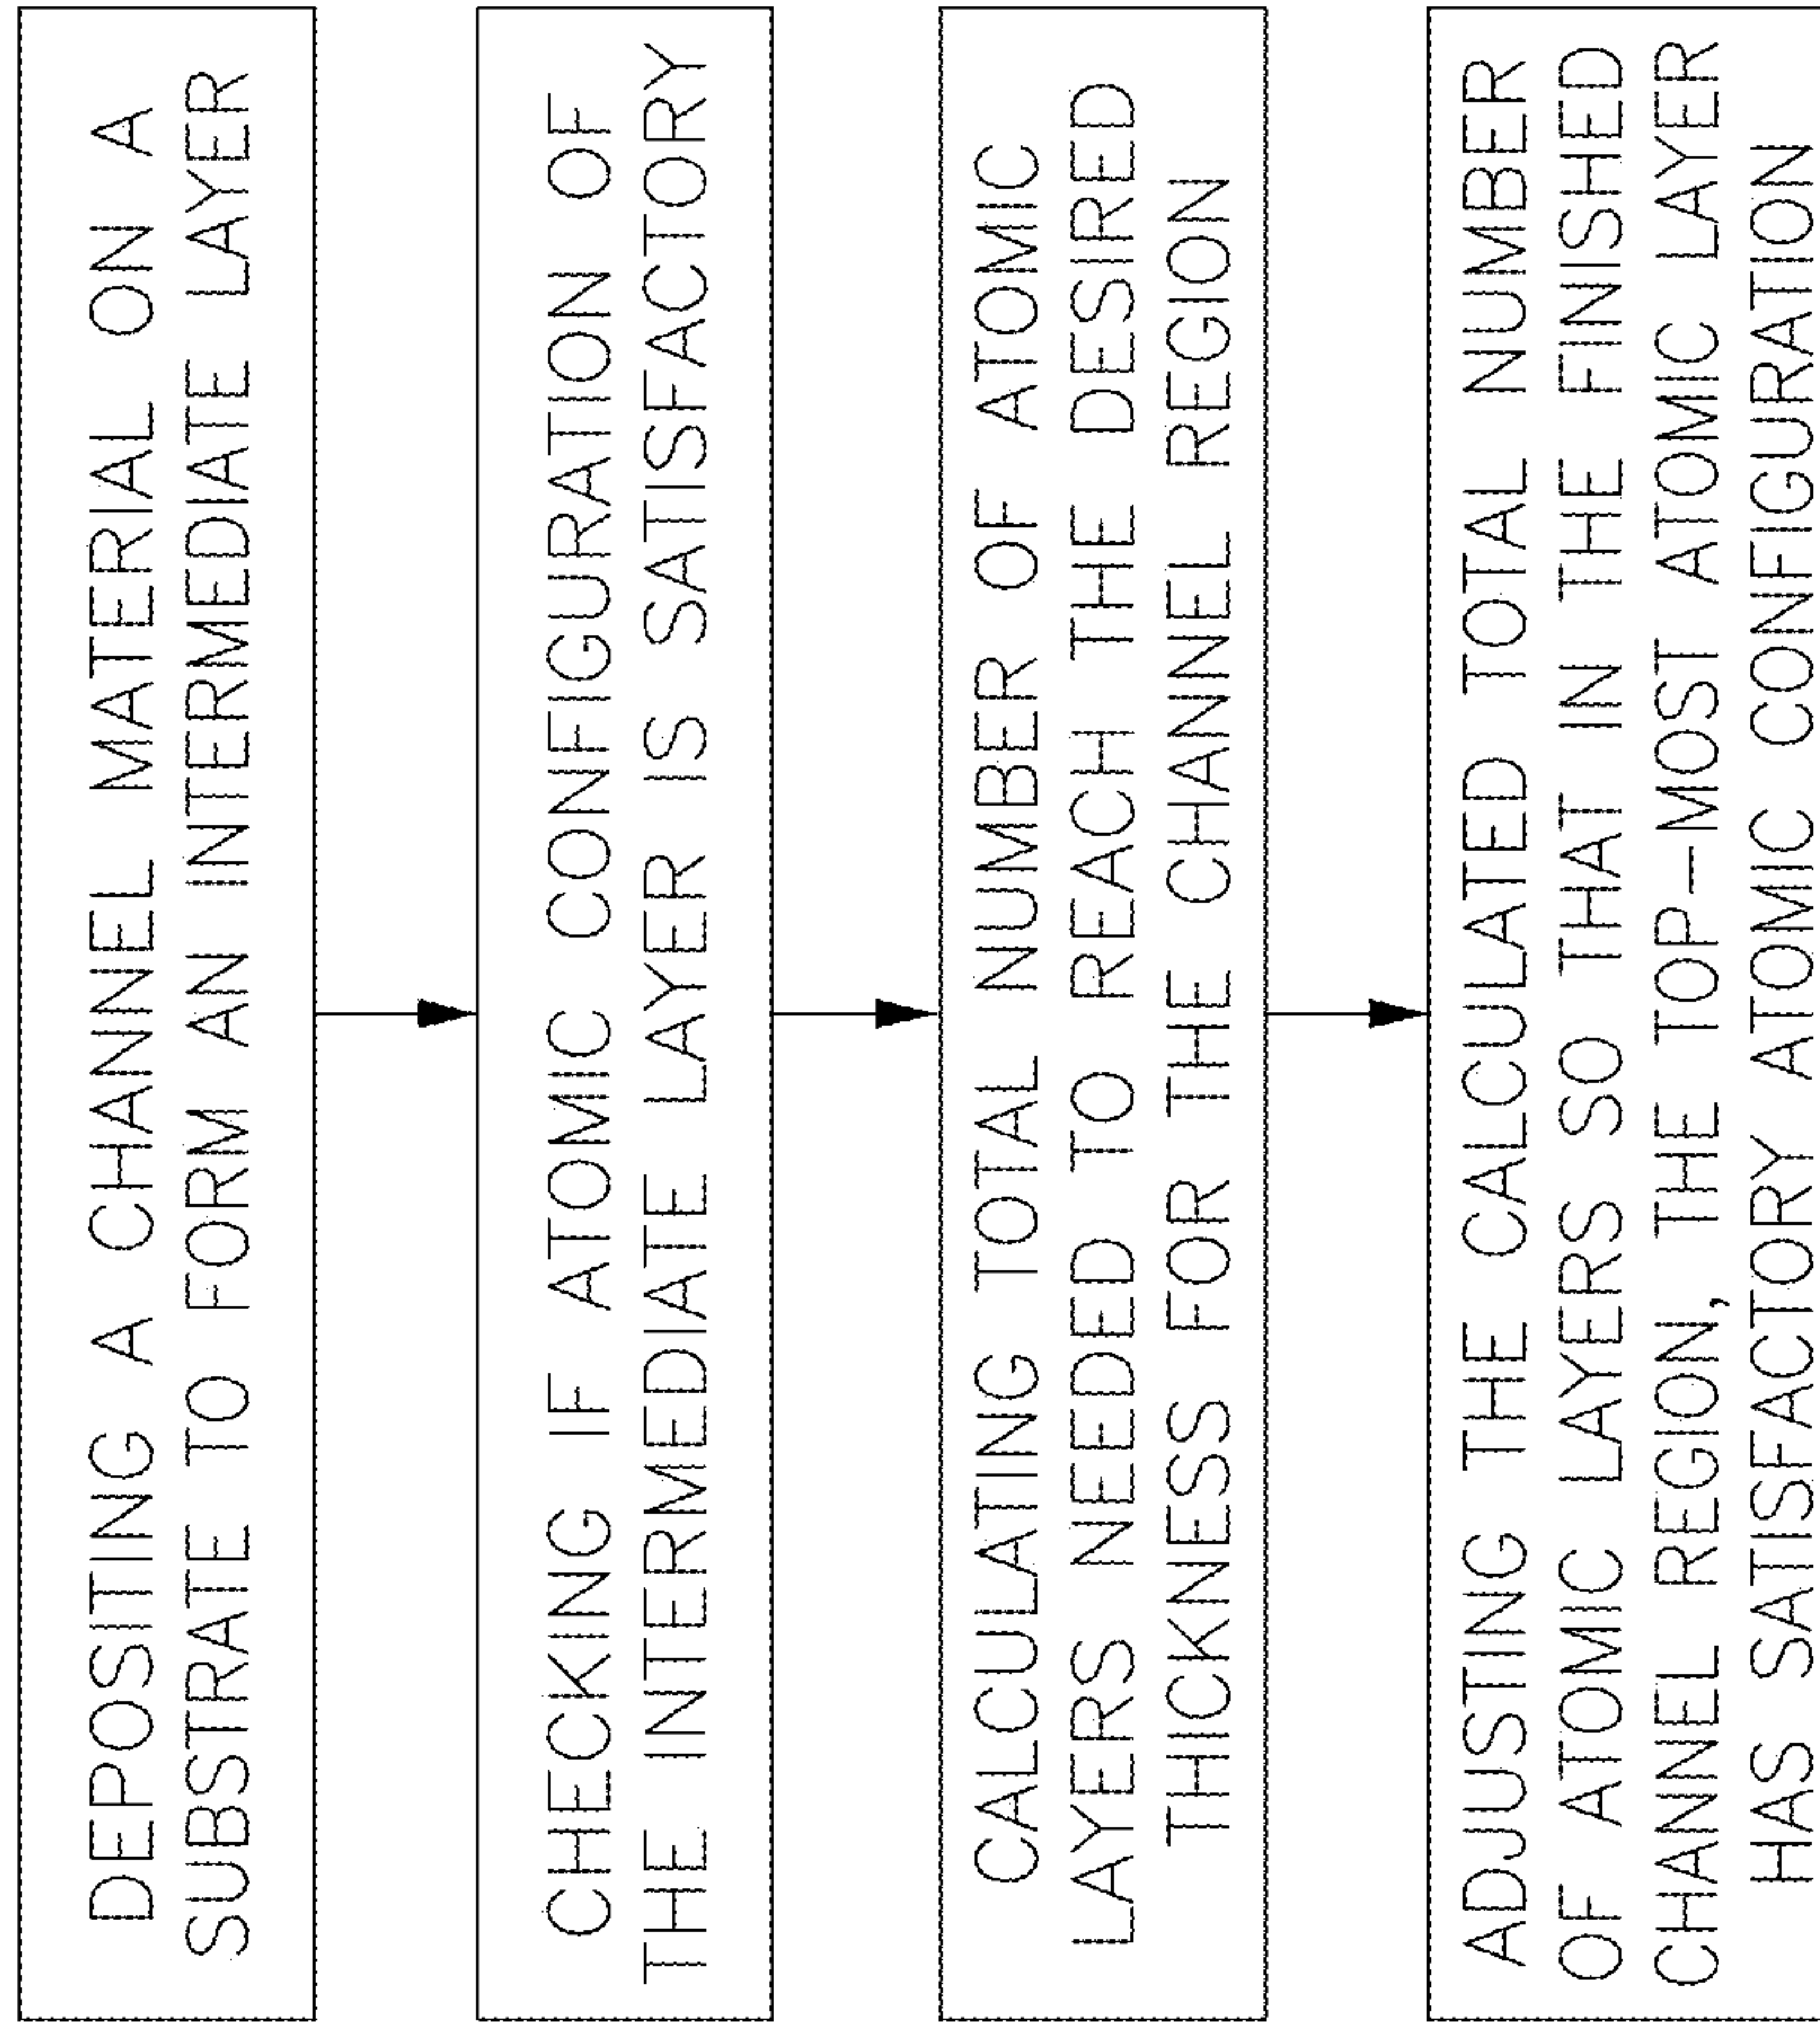 DEPOSITING A CHANNEL MATERIAL ON A
SUBSTRATE TO FORM AN INTERMEDIATE LAYER
CHECKING IF ATOMIC CONFIGURATION OF
THE INTERMEDIATE LAYER IS SATISFACTORY
CALCULATING TOTAL NUMBER OF ATOMIC
LAYERS NEEDED TO REACH THE DESIRED
THICKNESS FOR THE CHANNEL REGION
ADJUSTING THE CALCULATED TOTAL NUMBER
OF ATOMIC LAYERS SO THAT IN THE FINISHED
CHANNEL REGION, THE TOP-MOST ATOMIC LAYER
HAS SATISFACTORY ATOMIC CONFIGURATION